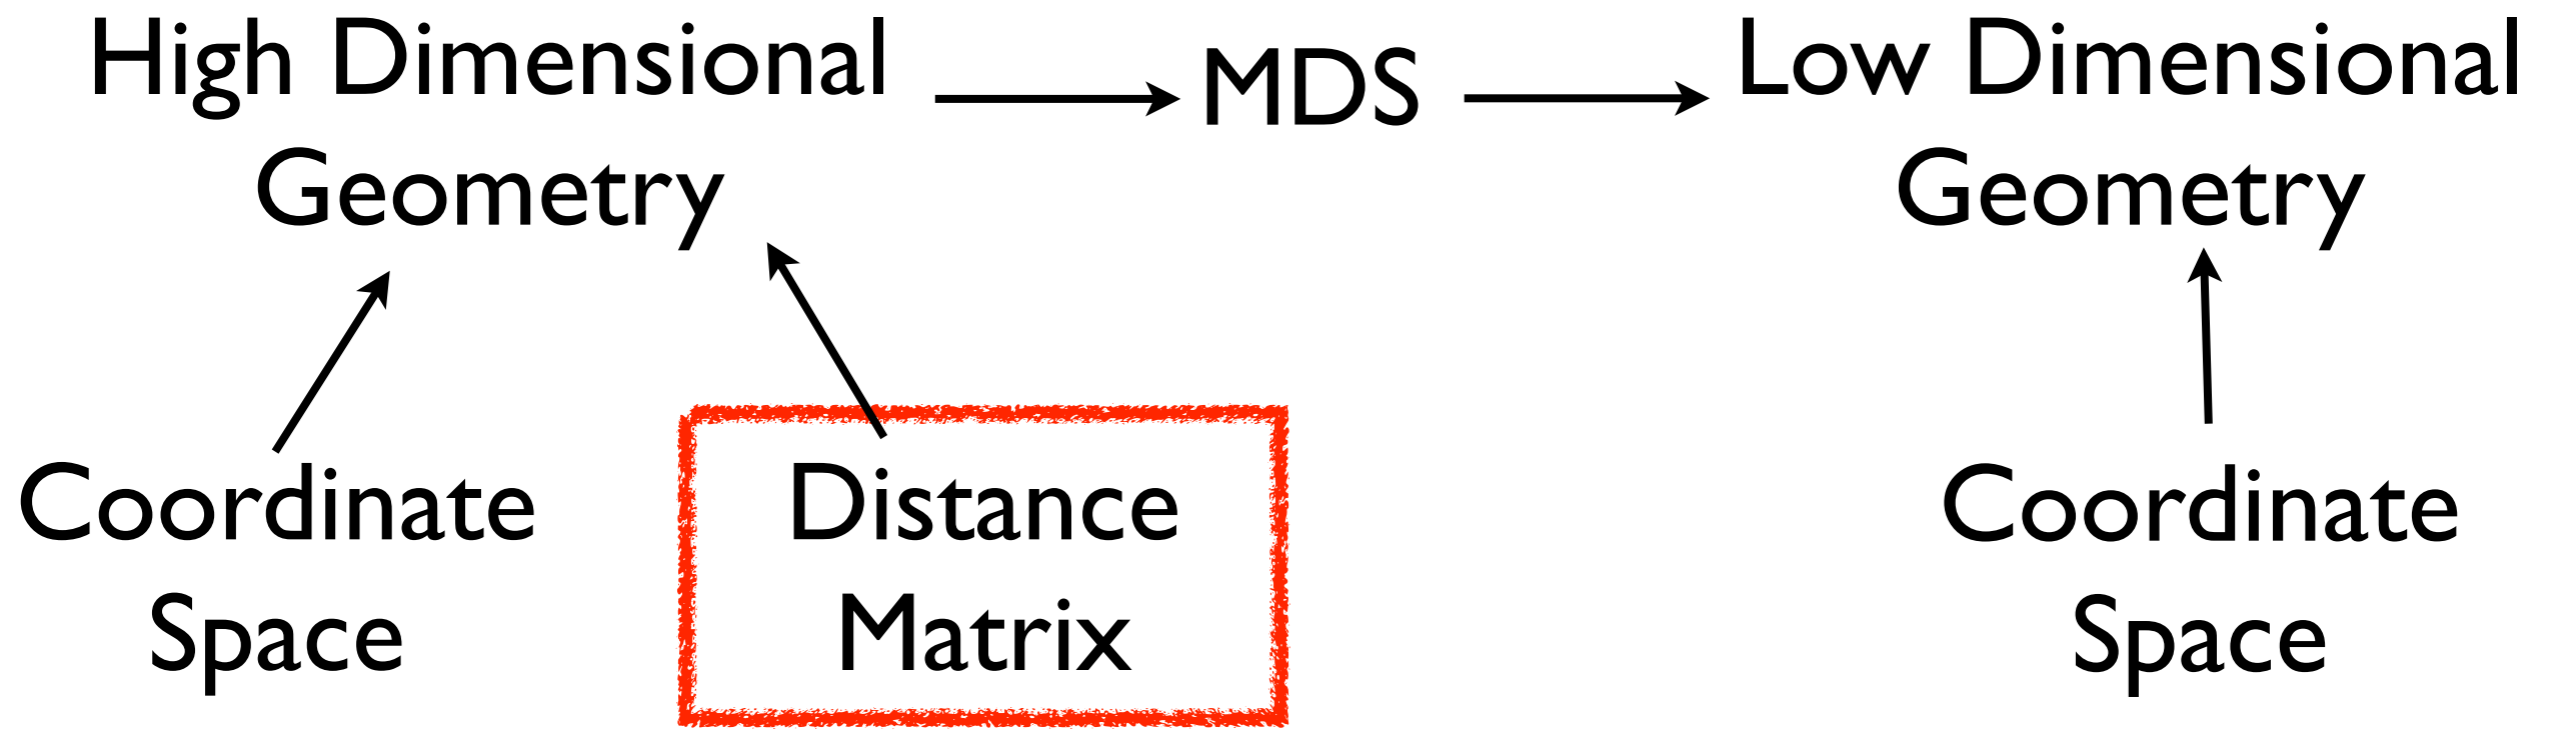 High Dimensional
Geometry
MDS
Low Dimensional
Geometry
Coordinate
Space
Distance
Matrix
Coordinate
Space